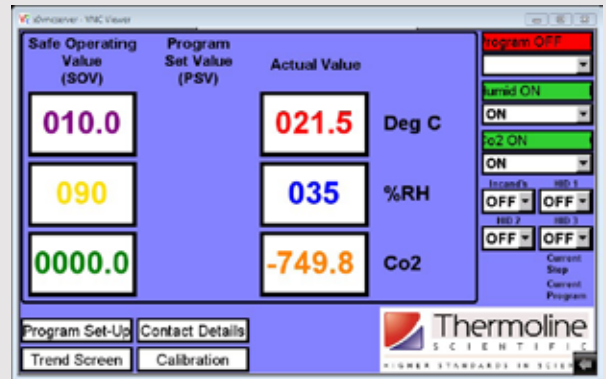 sVmcserver - VNC Viewer
Safe Operating Value (SOV)
Program Set Value (PSV)
Actual Value
010.0
021.5
Deg C
090
035
%RH
0000.0
-749.8
Co2
rogram OFF
umid ON
ON
o2 ON
ON
Incand's
HID 1
OFF
OFF
HID 2
HID 3
OFF
OFF
Current
Step
Current
Program
Program Set-Up
Contact Details
Trend Screen
Calibration
Thermoline
SCIENTIFIC
HIGHER STANDARDS IN SCIEN